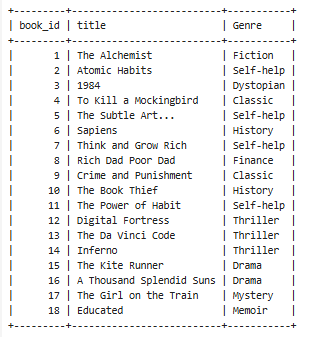 +---------+-------------------------+-----------+
| book_id | title                   | Genre     |
+---------+-------------------------+-----------+
|       1 | The Alchemist           | Fiction   |
|       2 | Atomic Habits           | Self-help |
|       3 | 1984                    | Dystopian |
|       4 | To Kill a Mockingbird   | Classic   |
|       5 | The Subtle Art...       | Self-help |
|       6 | Sapiens                 | History   |
|       7 | Think and Grow Rich     | Self-help |
|       8 | Rich Dad Poor Dad       | Finance   |
|       9 | Crime and Punishment    | Classic   |
|      10 | The Book Thief          | History   |
|      11 | The Power of Habit      | Self-help |
|      12 | Digital Fortress        | Thriller  |
|      13 | The Da Vinci Code       | Thriller  |
|      14 | Inferno                 | Thriller  |
|      15 | The Kite Runner         | Drama     |
|      16 | A Thousand Splendid Suns | Drama     |
|      17 | The Girl on the Train   | Mystery   |
|      18 | Educated                | Memoir    |
+---------+-------------------------+-----------+